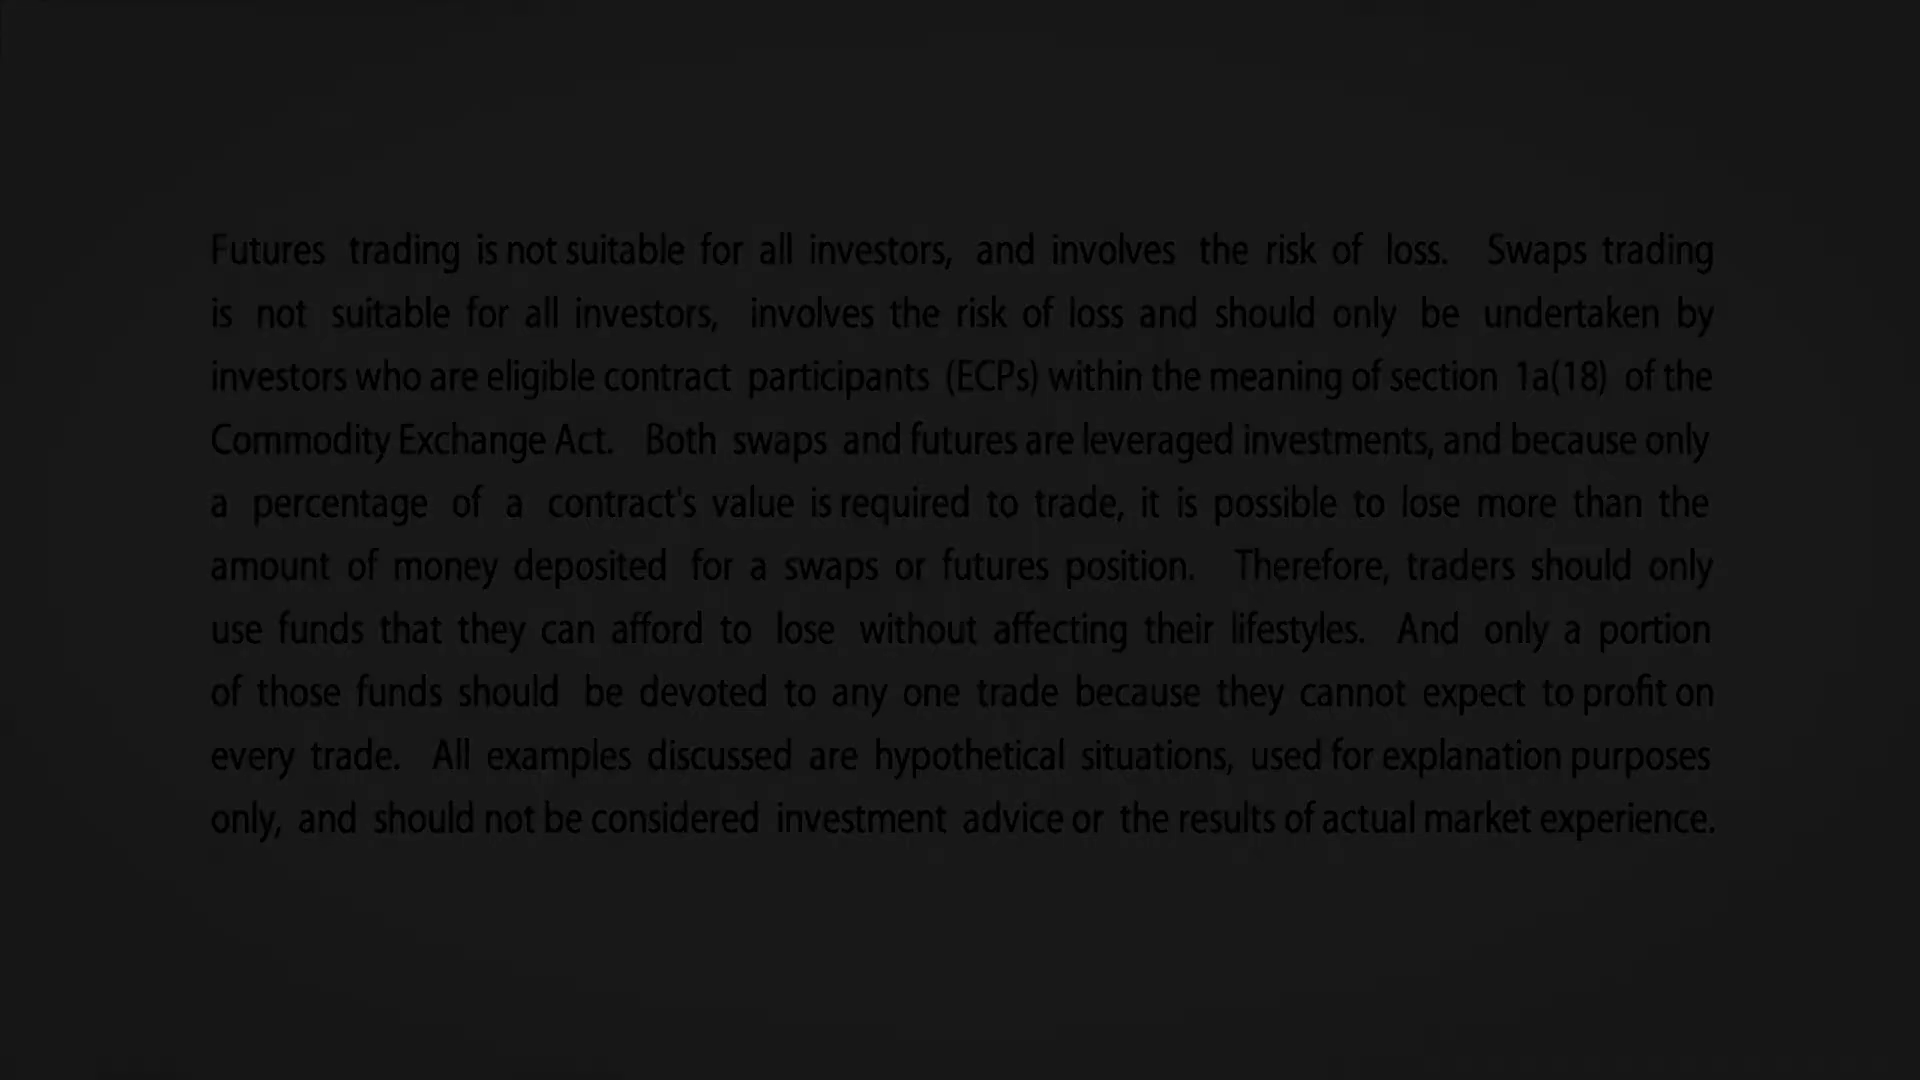 Futures trading is not suitable for all investors, and involves the risk of loss. Swaps trading
is not suitable for all investors, involves the risk of loss and should only be undertaken by
investors who are eligible contract participants (ECPs) within the meaning of section 1a(18) of the
Commodity Exchange Act. Both swaps and futures are leveraged investments, and because only
a percentage of a contract's value is required to trade, it is possible to lose more than the
amount of money deposited for a swaps or futures position. Therefore, traders should only
use funds that they can afford to lose without affecting their lifestyles. And only a portion
of those funds should be devoted to any one trade because they cannot expect to profit on
every trade. All examples discussed are hypothetical situations, used for explanation purposes
only, and should not be considered investment advice or the results of actual market experience.